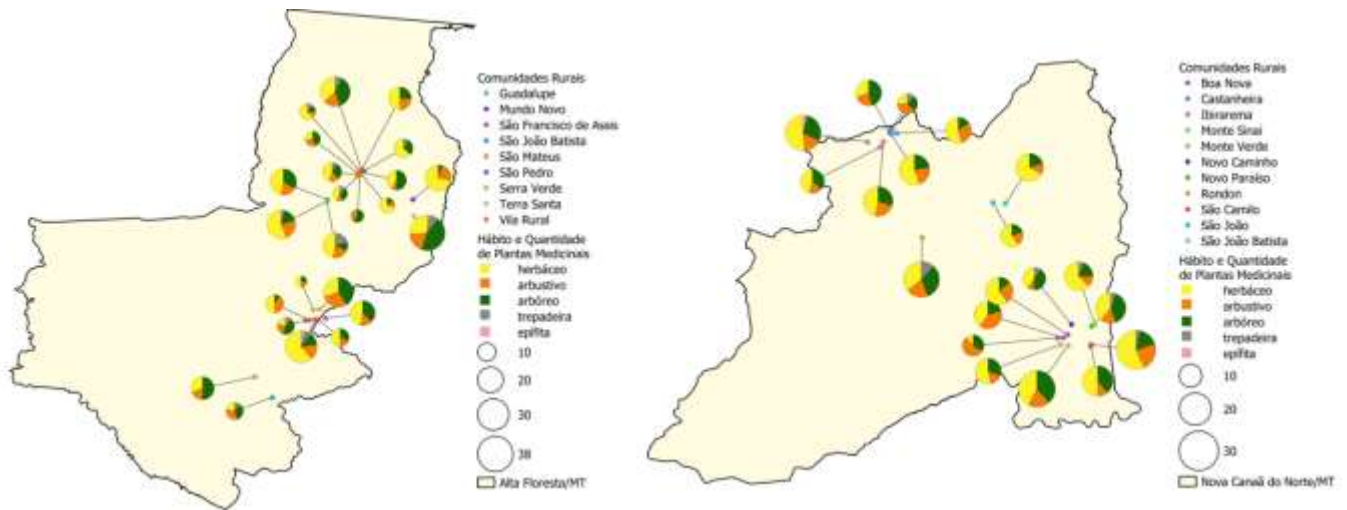 Comunidades Rurais
Guadalupe
Mundo Novo
São Francisco de Assis
São João Batista
São Mateus
São Pedro
Serra Verde
Terra Santa
Vila Rural
Hábito e Quantidade
de Plantas Medicinais
herbáceo
arbustivo
arbóreo
trepadeira
epífita
10
20
30
38
Alta Floresta/MT
Comunidades Rurais
Boa Nova
Castanheira
Ibirarema
Monte Sinai
Monte Verde
Novo Caminho
Novo Paraíso
Rondon
São Camilo
São João
São João Batista
Hábito e Quantidade
de Plantas Medicinais
herbáceo
arbustivo
arbóreo
trepadeira
epífita
10
20
30
Nova Canaã do Norte/MT